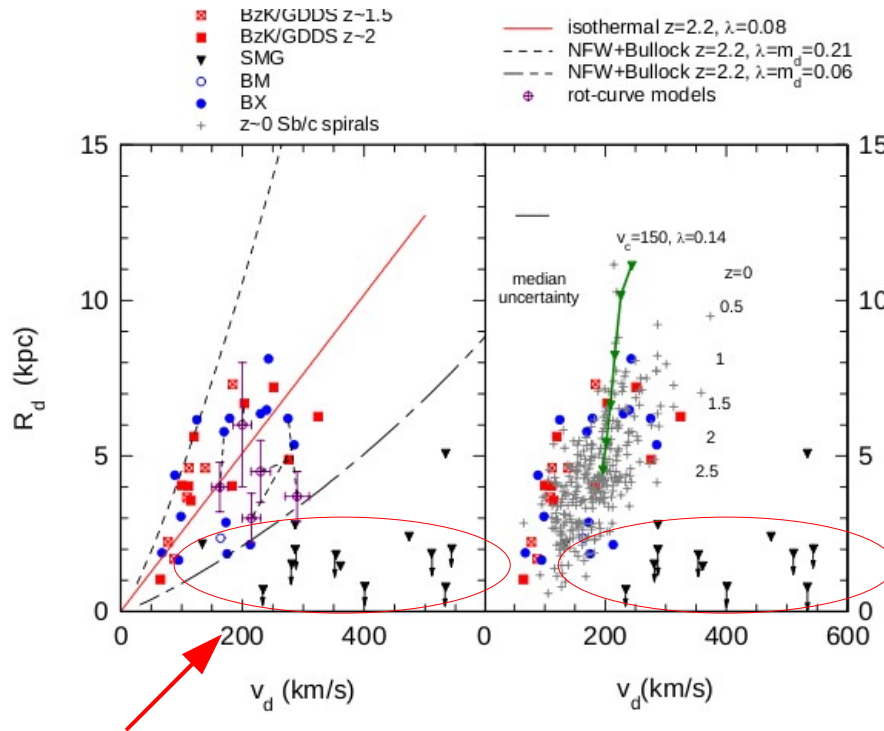 BzK/GDDS z~1.5
BzK/GDDS z~2
SMG
BM
BX
z~0 Sb/c spirals
isothermal z=2.2, λ=0.08
NFW+Bullock z=2.2, λ=m_d=0.21
NFW+Bullock z=2.2, λ=m_d=0.06
rot-curve models
15
10
5
0
R_d (kpc)
0
200
400
v_d (km/s)
median
uncertainty
v_c=150, λ=0.14
z=0
0.5
1
1.5
2
2.5
15
10
5
0
0
200
400
600
v_d(km/s)